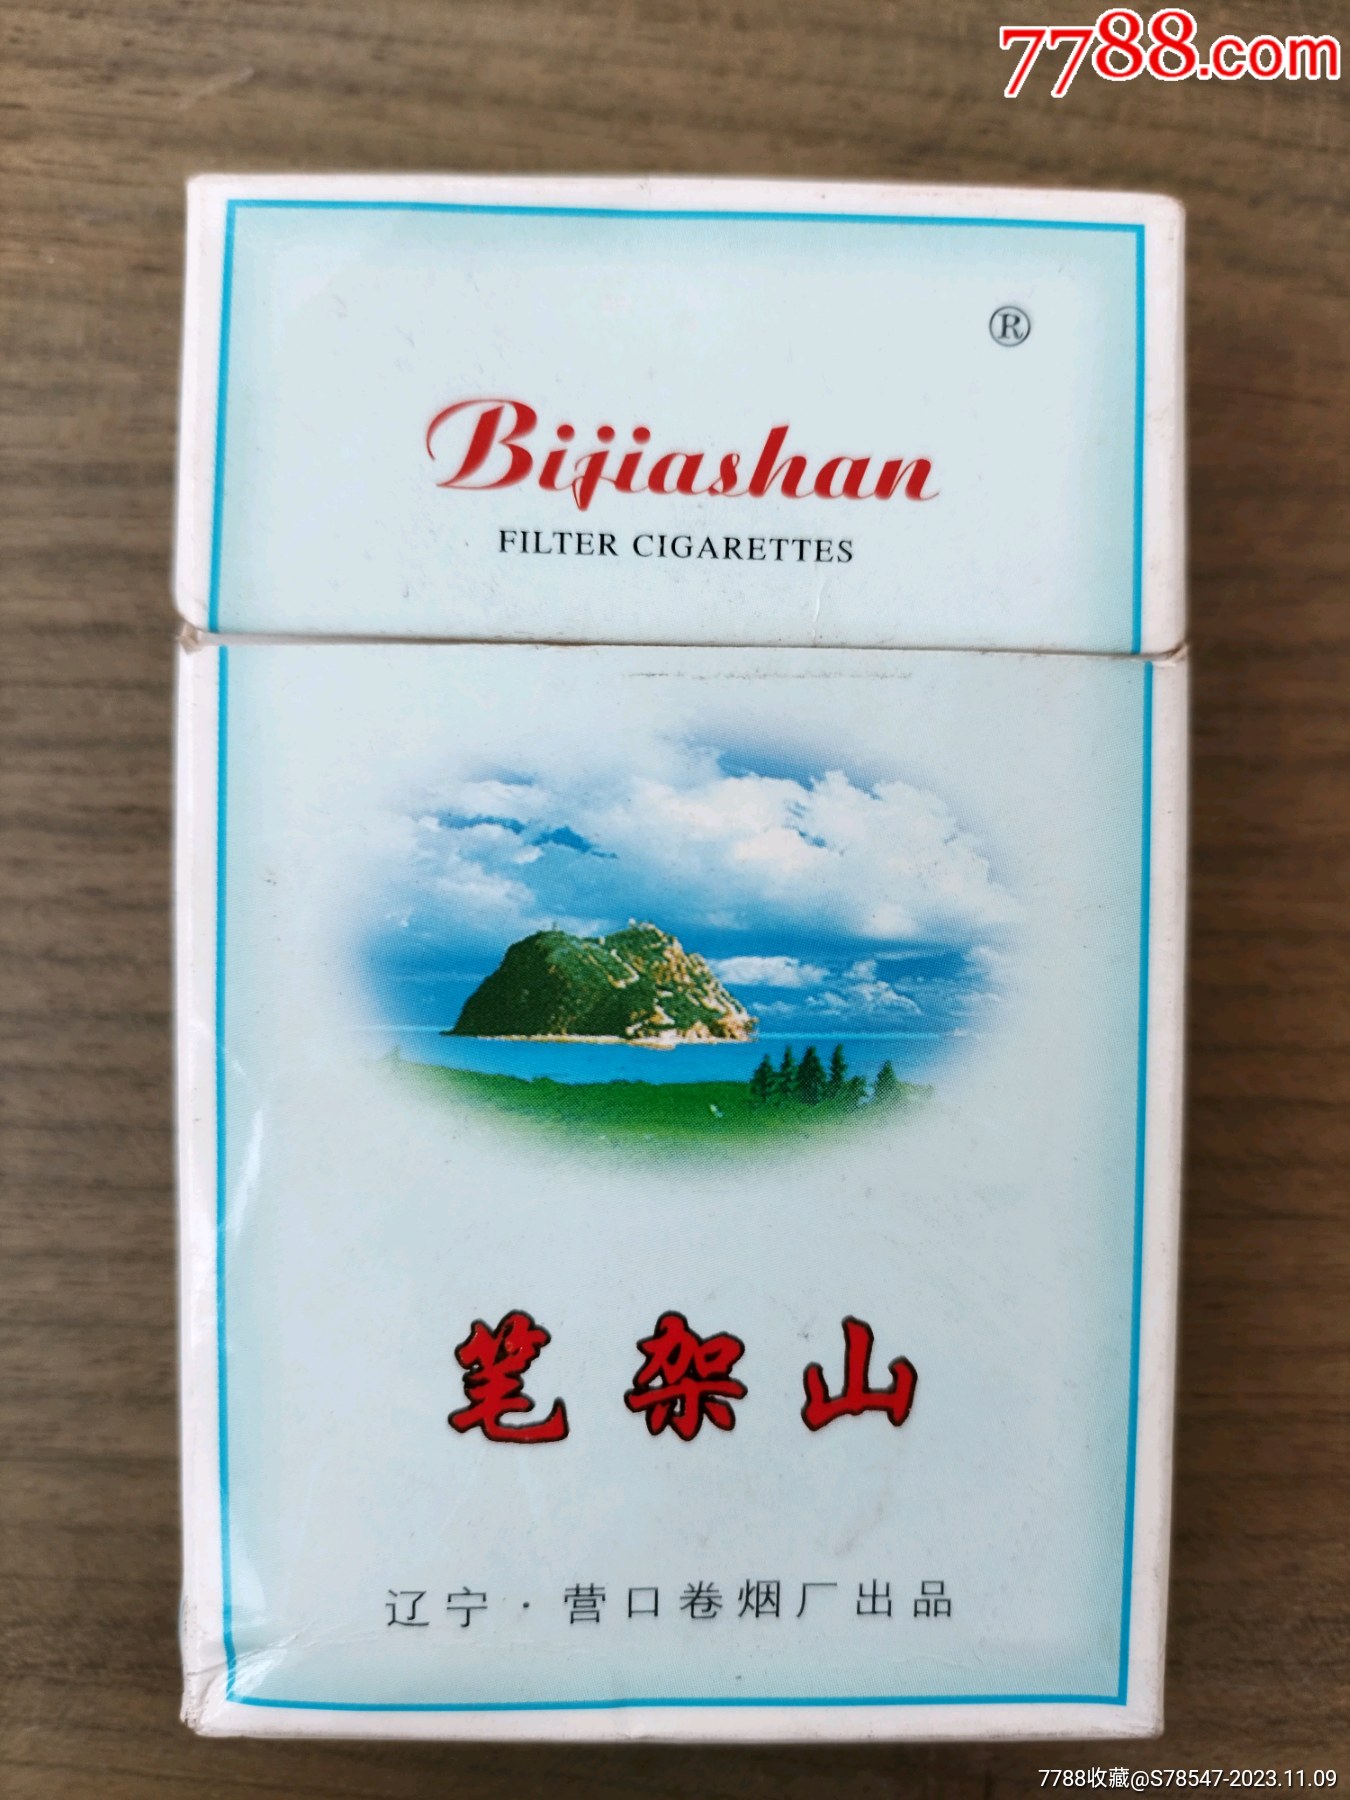 7788.com
®
Bijiashan
FILTER CIGARETTES
笔架山
辽宁·营口卷烟厂出品
7788收藏@S78547-2023.11.09